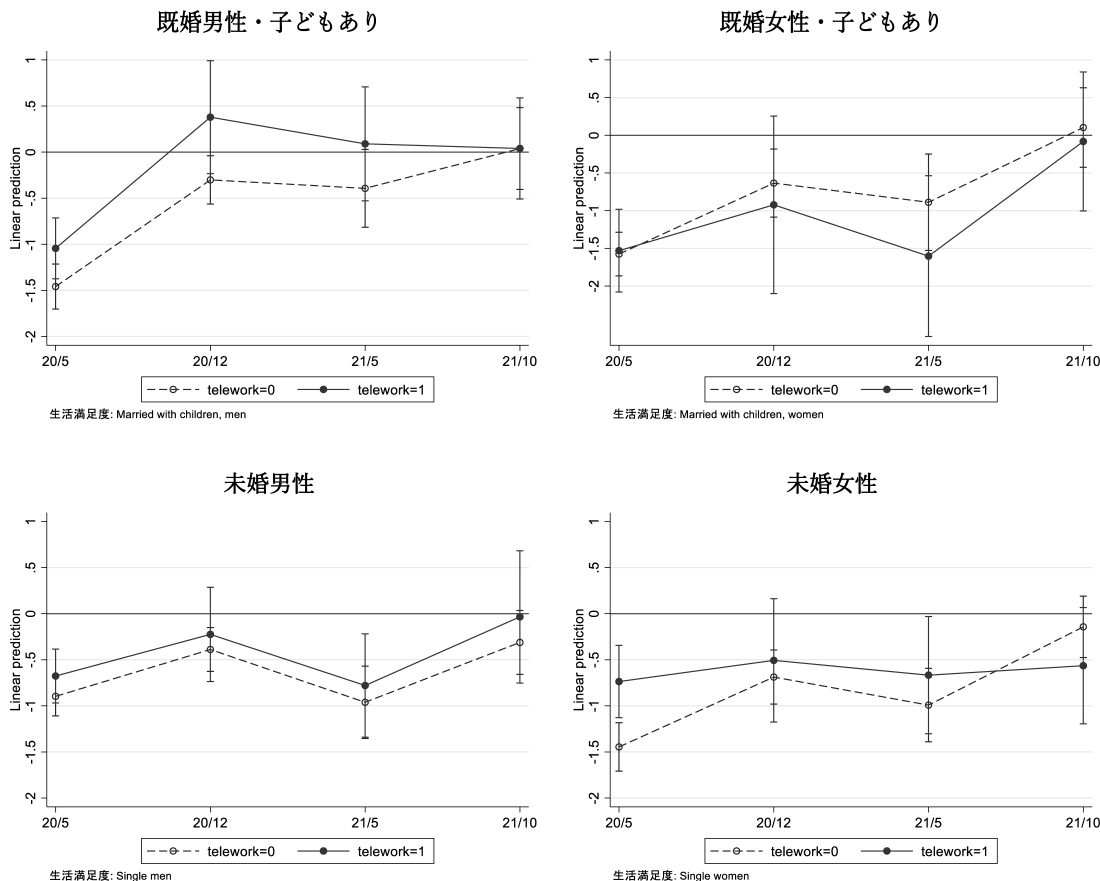 既婚男性・子どもあり
1
.5
0
-.5
-1
-1.5
-2
Linear prediction
20/5 20/12 21/5 21/10
telework=0 telework=1
生活満足度: Married with children, men
既婚女性・子どもあり
1
.5
0
-.5
-1
-1.5
-2
Linear prediction
20/5 20/12 21/5 21/10
telework=0 telework=1
生活満足度: Married with children, women
未婚男性
1
.5
0
-.5
-1
-1.5
-2
Linear prediction
20/5 20/12 21/5 21/10
telework=0 telework=1
生活満足度: Single men
未婚女性
1
.5
0
-.5
-1
-1.5
-2
Linear prediction
20/5 20/12 21/5 21/10
telework=0 telework=1
生活満足度: Single women